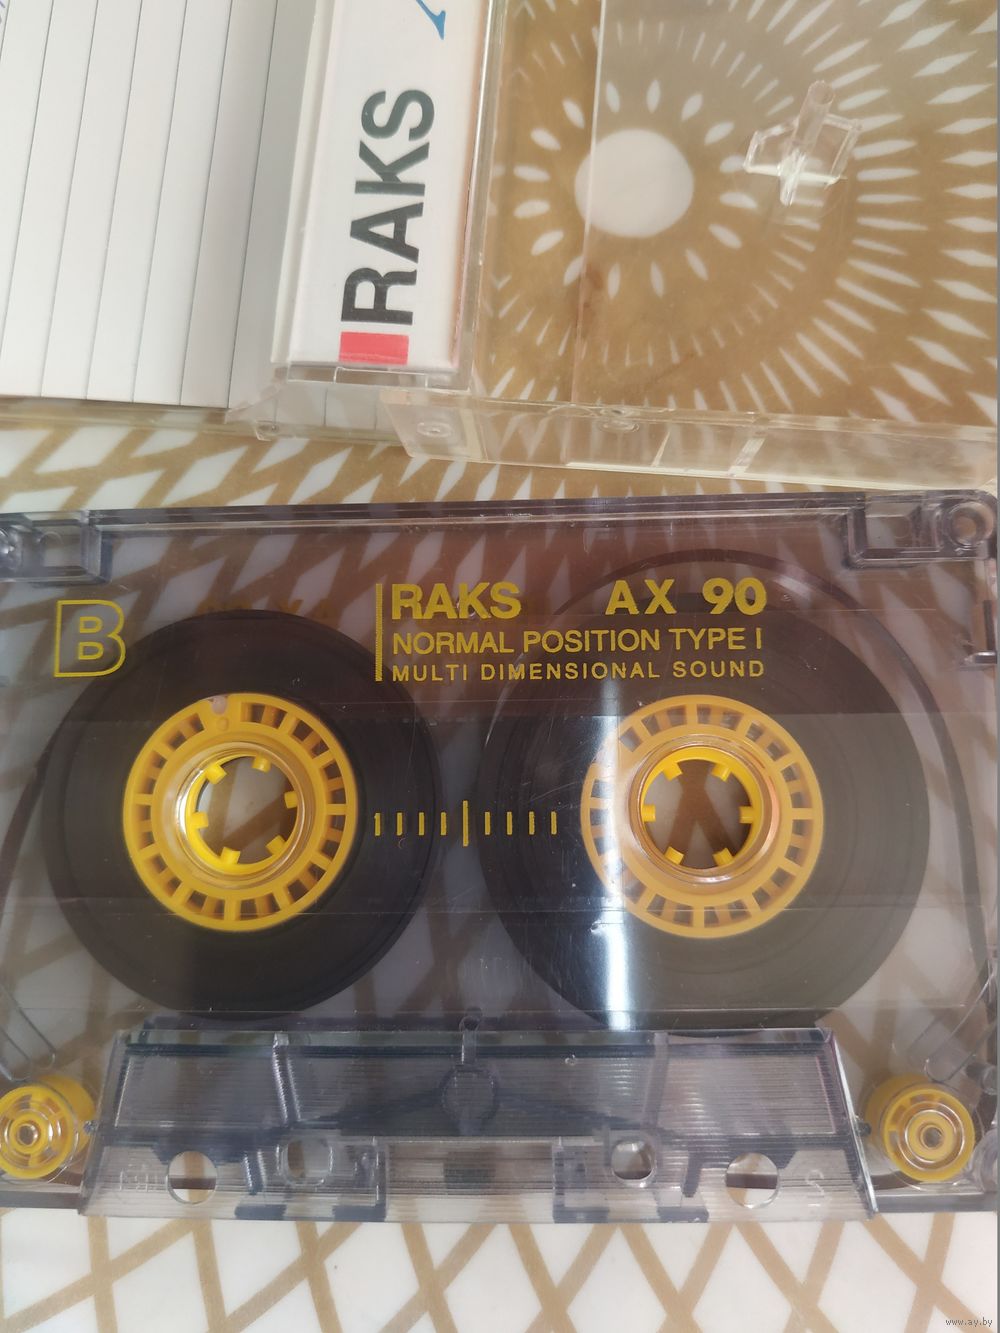 RAKS
B
RAKS AX 90
NORMAL POSITION TYPE I
MULTI DIMENSIONAL SOUND
www.ay.by